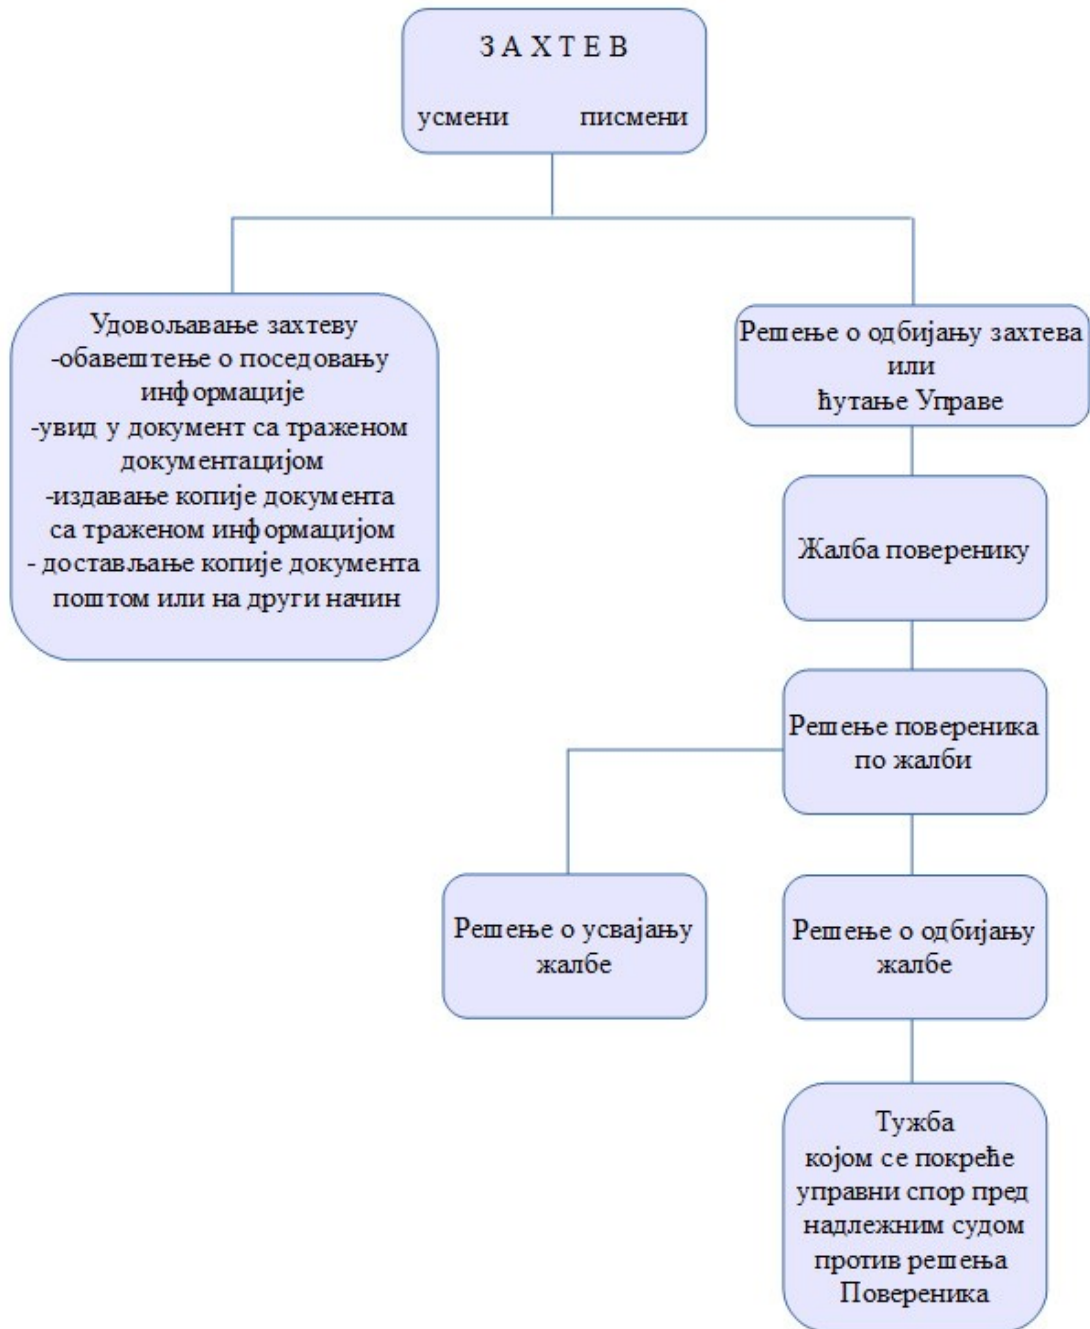 З А Х Т Е В
усмени писмени
Удовољавање захтеву
-обавештење о поседовању
информације
-увид у документ са траженом
документацијом
-издавање копије документа
са траженом информацијом
- достављање копије документа
поштом или на други начин
Решење о одбијању захтева
или
ћутање Управе
Жалба поверенику
Решење повереника
по жалби
Решење о усвајању
жалбе
Решење о одбијању
жалбе
Тужба
којом се покреће
управни спор пред
надлежним судом
против решења
Повереника